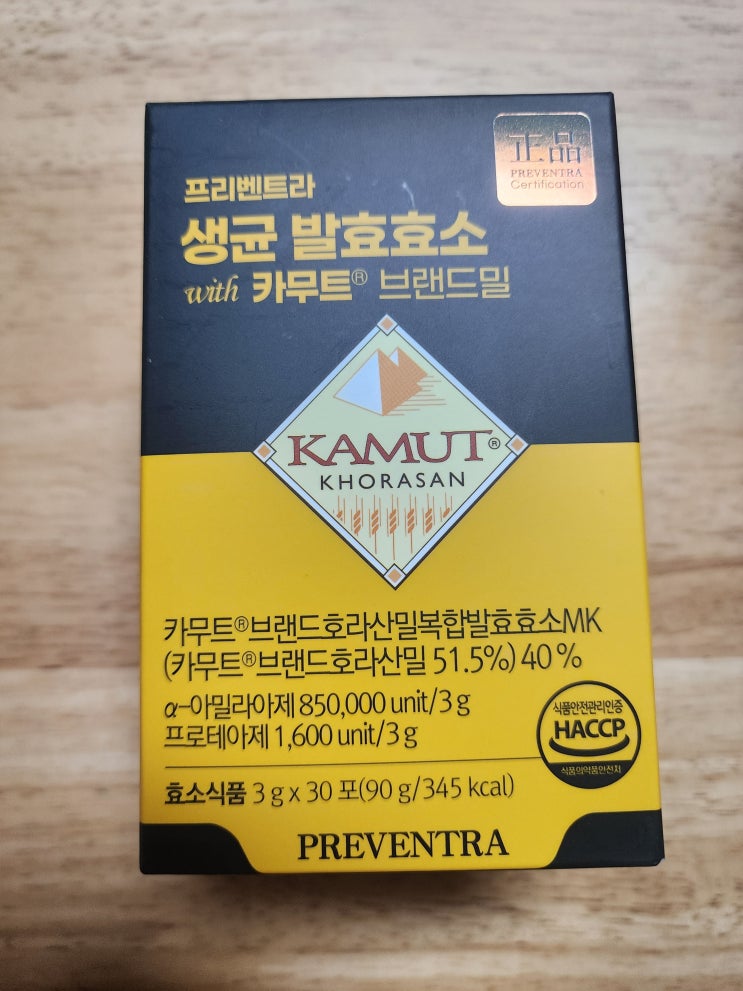 正品
PREVENTRA
Certification
프리벤트라
생균 발효효소
with 카무트® 브랜드밀
KAMUT®
KHORASAN
카무트®브랜드호라산밀복합발효효소MK
(카무트®브랜드호라산밀 51.5%) 40 %
α-아밀라아제 850,000 unit/3 g
프로테아제 1,600 unit/3 g
식품안전관리인증
HACCP
식품의약품안전처
효소식품 3 g x 30 포(90 g/345 kcal)
PREVENTRA